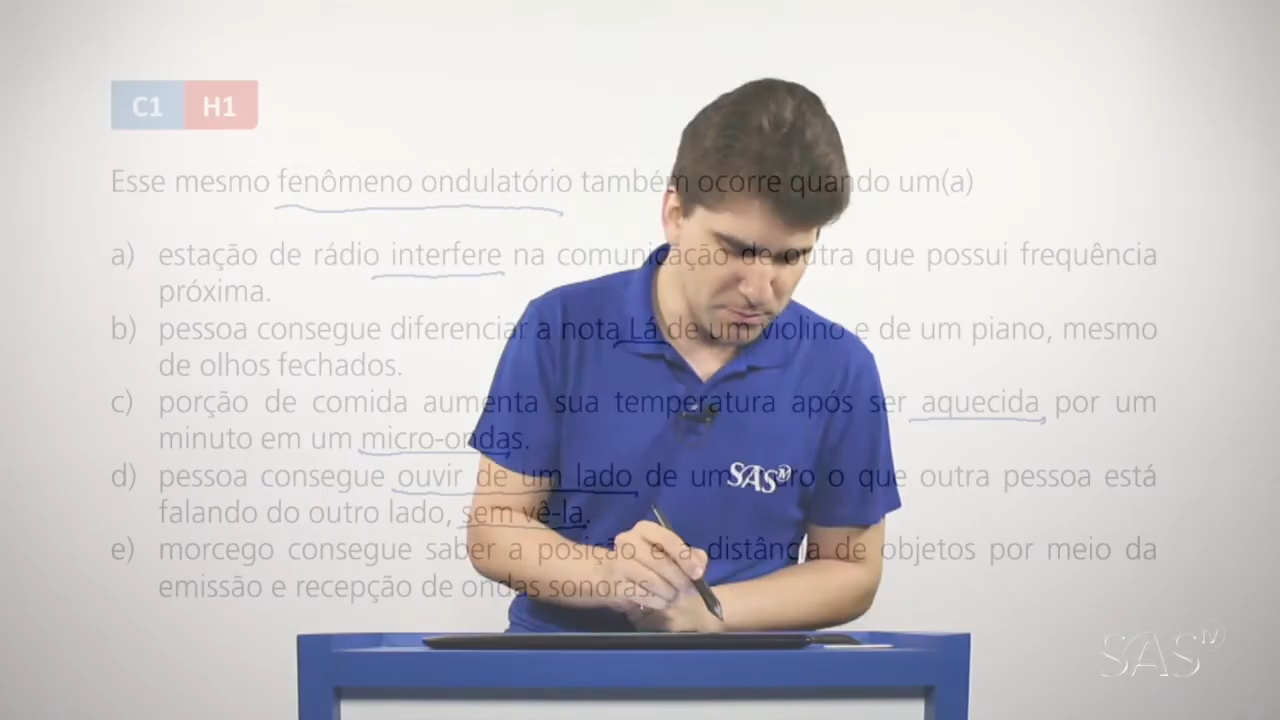 C1 H1
Esse mesmo fenômeno ondulatório também ocorre quando um(a)
a) estação de rádio interfere na comunicação de outra que possui frequência
próxima.
b) pessoa consegue diferenciar a nota Lá de um violino e de um piano, mesmo
de olhos fechados.
c) porção de comida aumenta sua temperatura após ser aquecida por um
minuto em um micro-ondas.
d) pessoa consegue ouvir de um lado de um muro o que outra pessoa está
falando do outro lado, sem vê-la.
e) morcego consegue saber a posição e a distância de objetos por meio da
emissão e recepção de ondas sonoras.
SAS TV
SAS TV